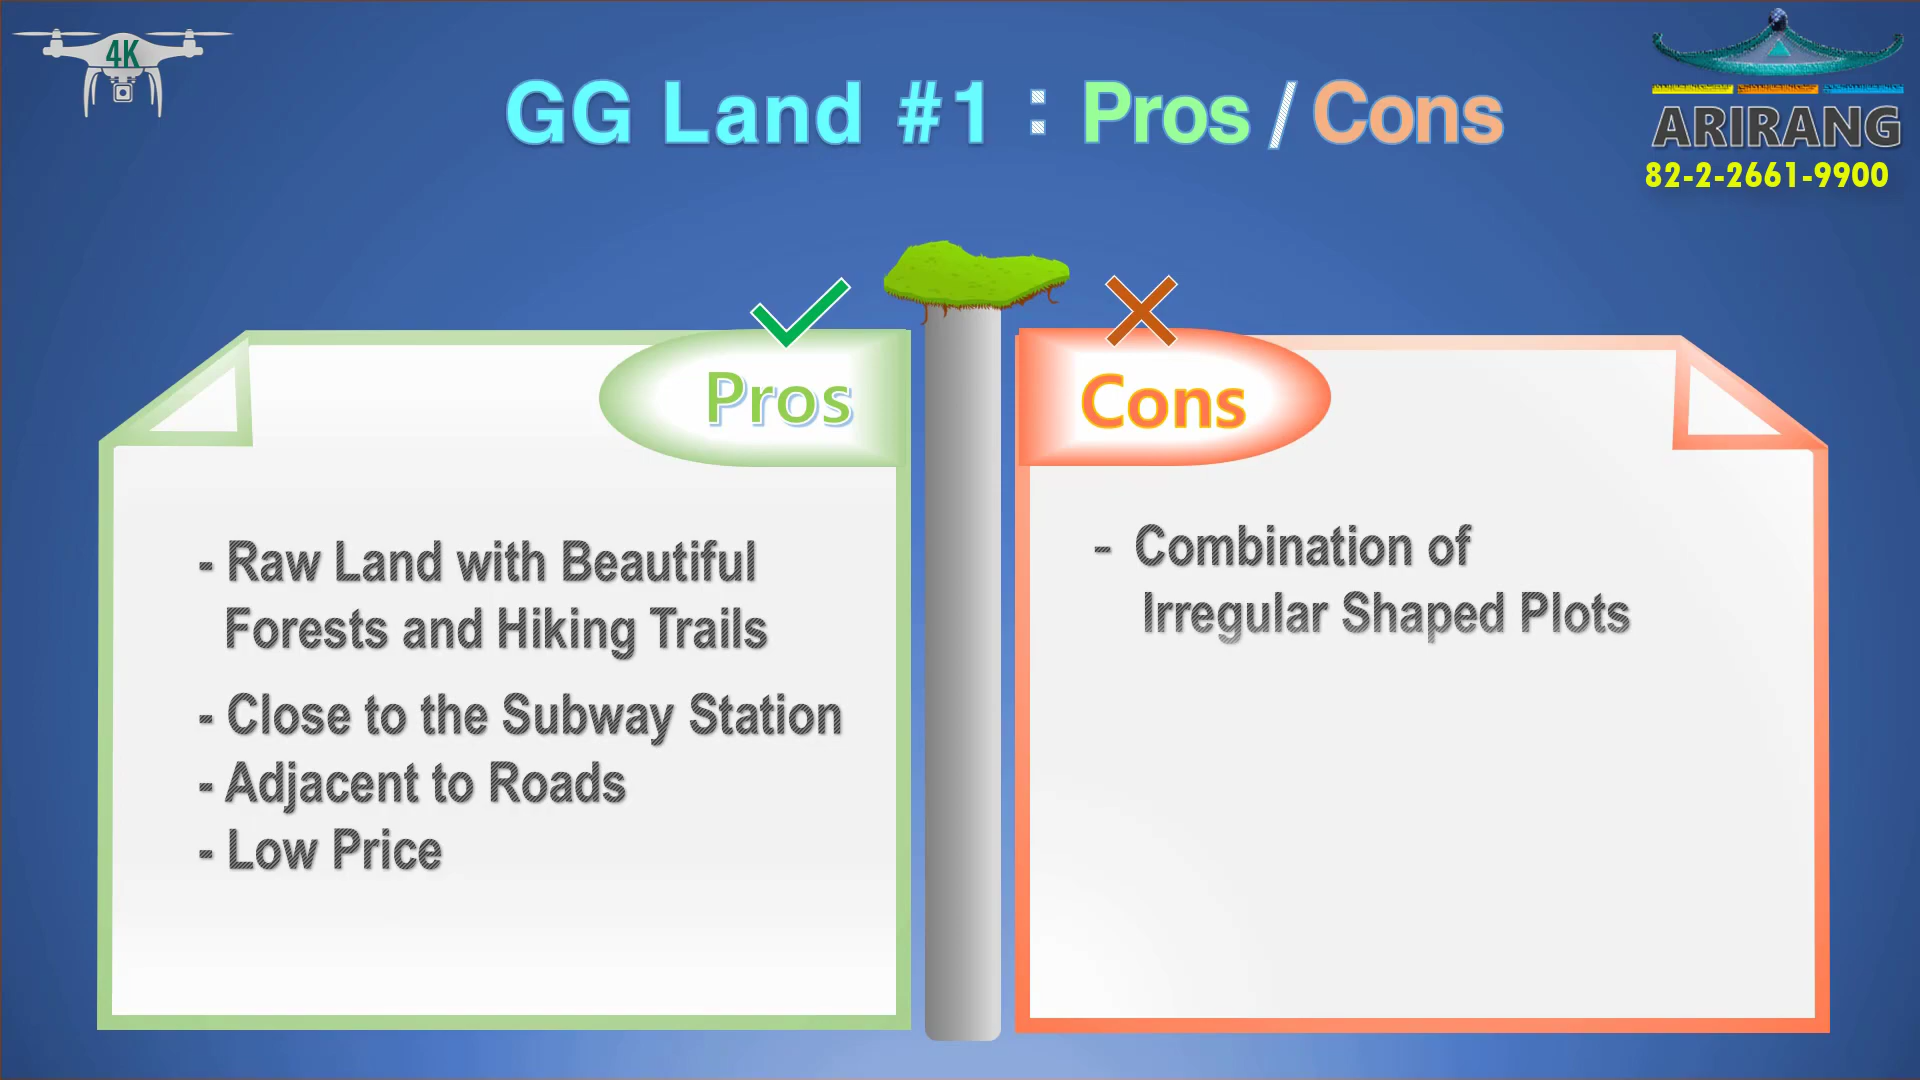 4K
GG Land #1 : Pros / Cons
ARIRANG
82-2-2661-9900
Pros
- Raw Land with Beautiful
Forests and Hiking Trails
- Close to the Subway Station
- Adjacent to Roads
- Low Price
Cons
- Combination of
Irregular Shaped Plots